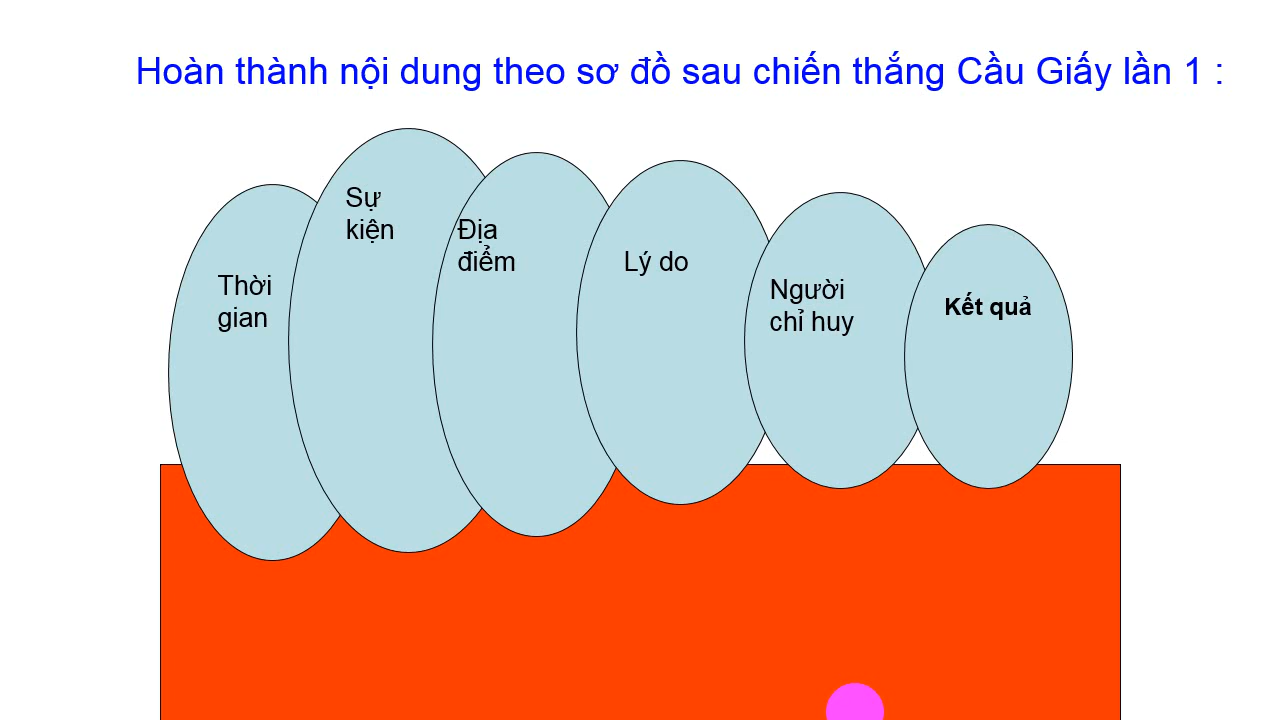 Hoàn thành nội dung theo sơ đồ sau chiến thắng Cầu Giấy lần 1 :
Thời
gian
Sự
kiện
Địa
điểm
Lý do
Người
chỉ huy
Kết quả